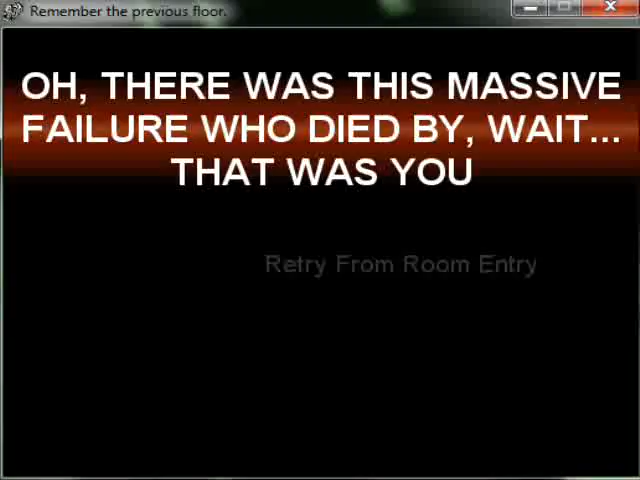 Remember the previous floor.
OH, THERE WAS THIS MASSIVE
FAILURE WHO DIED BY, WAIT...
THAT WAS YOU
Retry From Room Entry